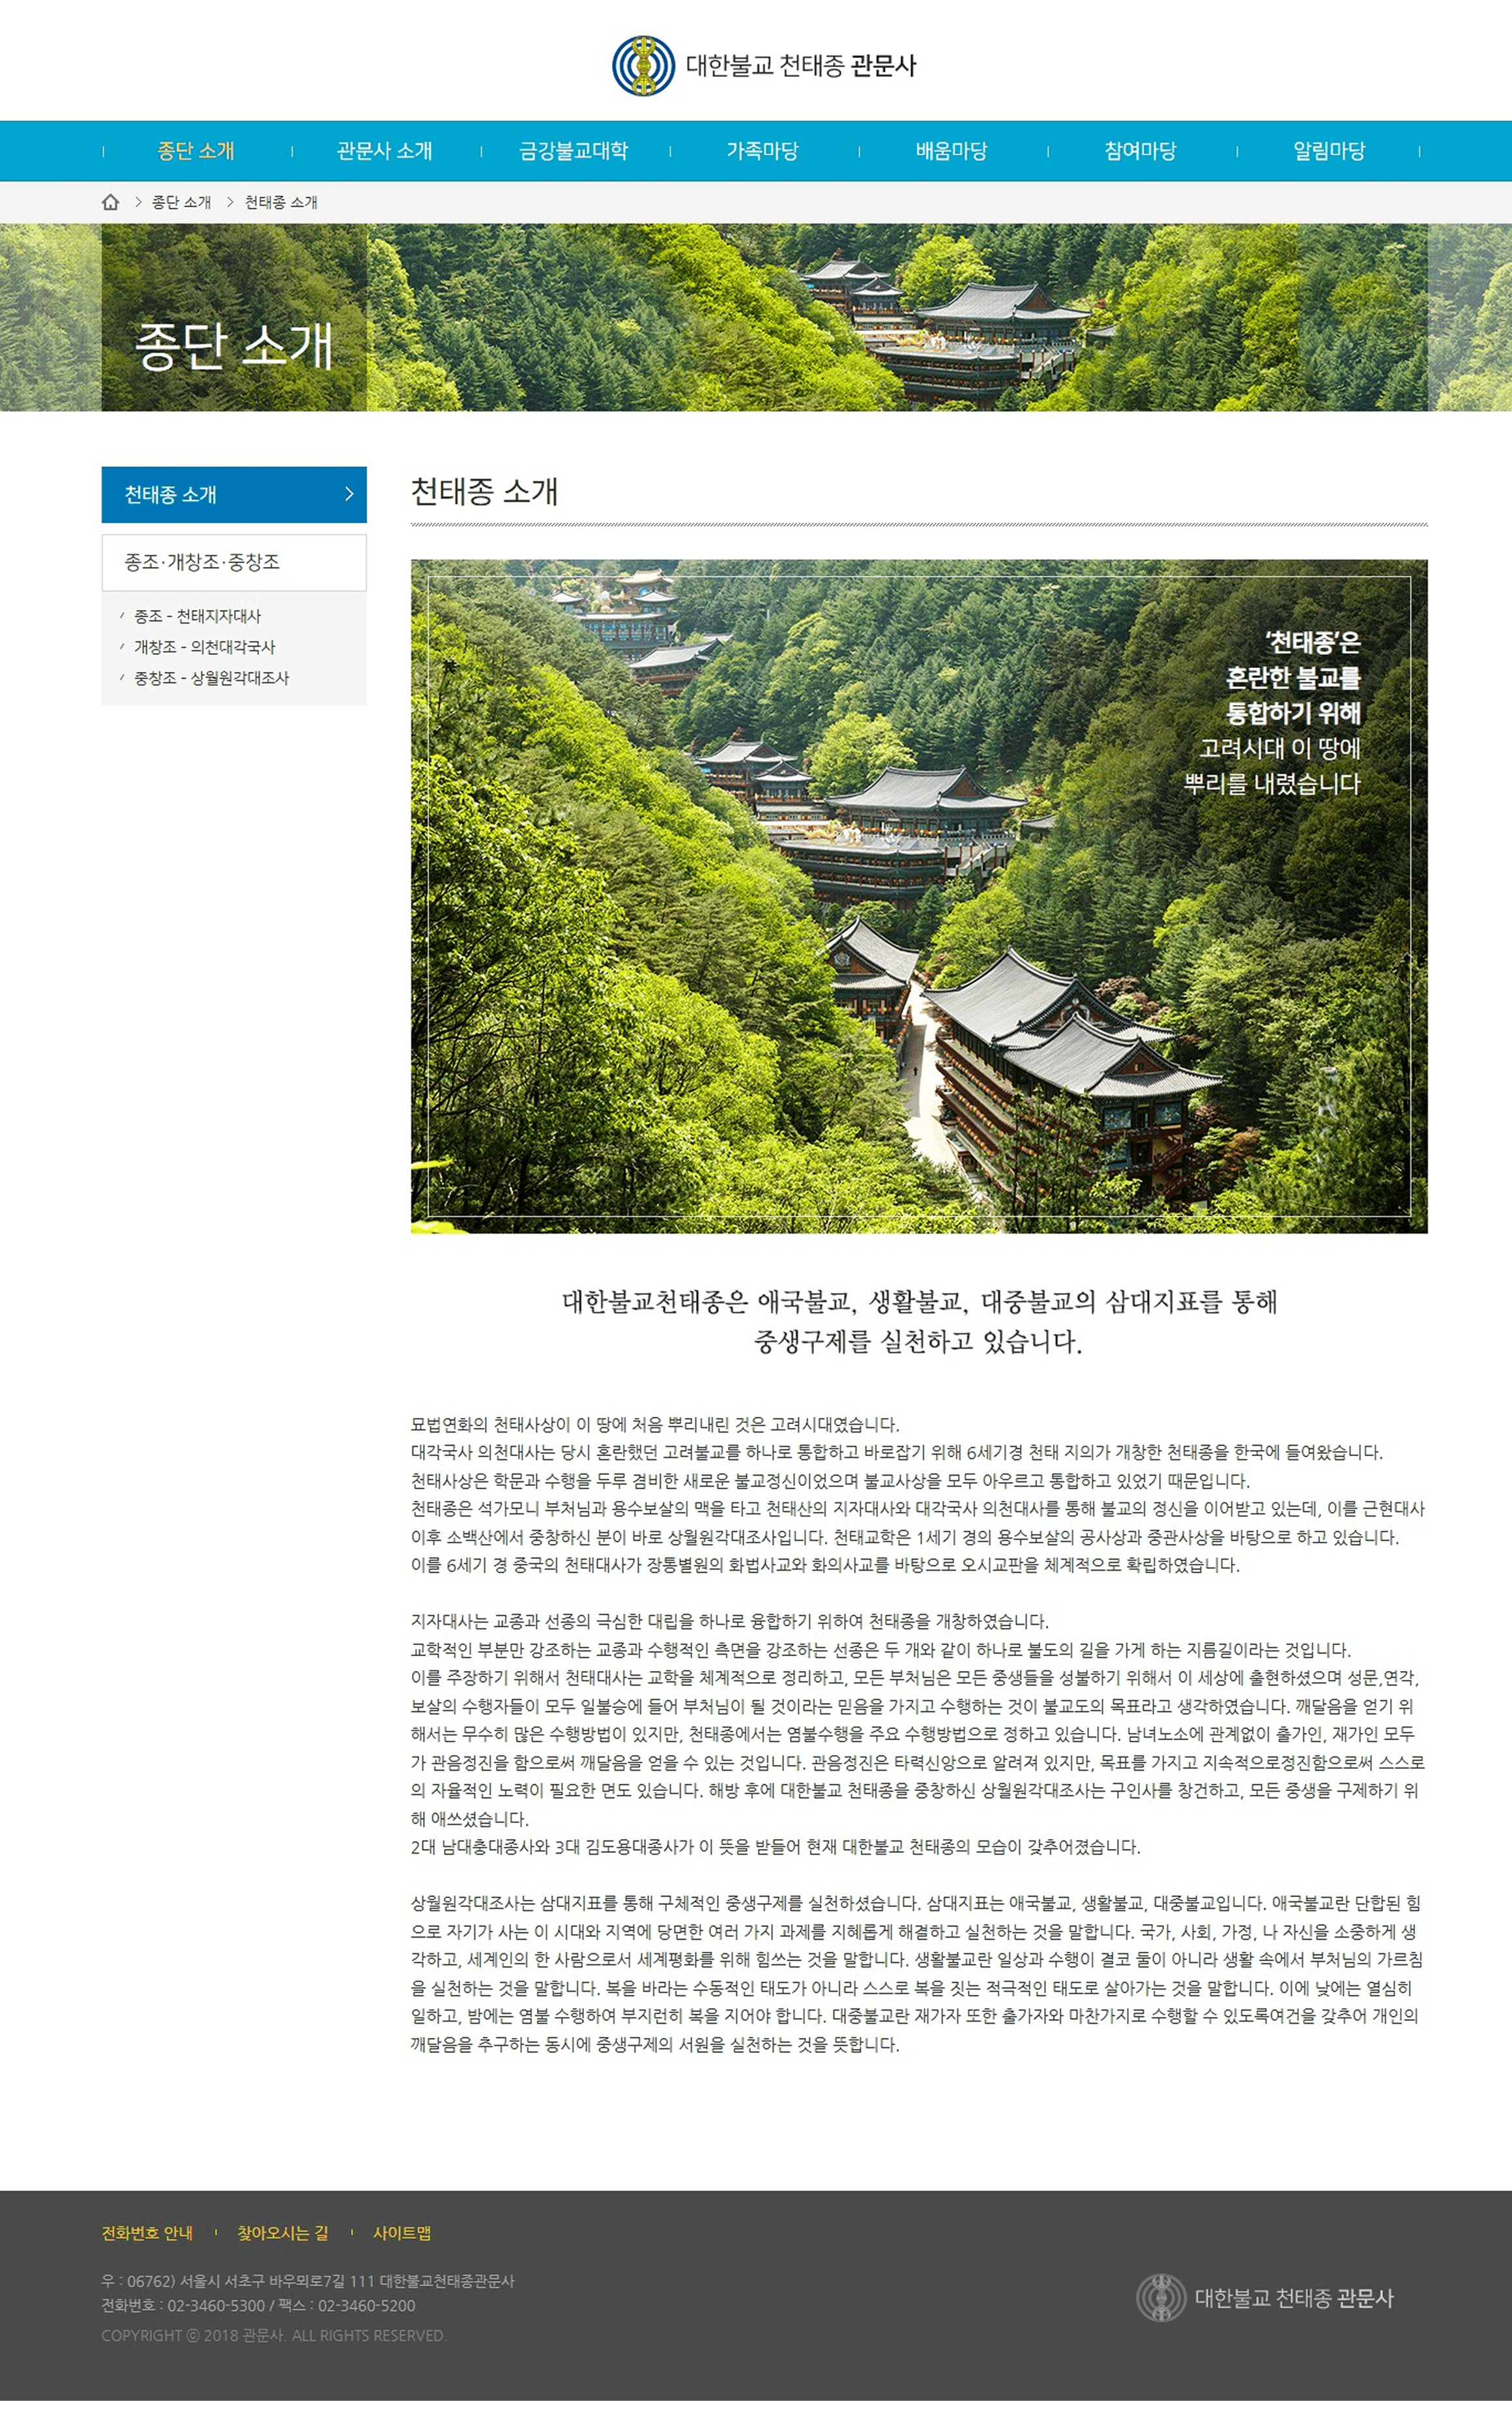 대한불교 천태종 관문사
종단 소개
관문사 소개
금강불교대학
가족마당
배움마당
참여마당
알림마당
종단 소개
천태종 소개
종단 소개
천태종 소개
종조·개창조·중창조
종조 - 천태지자대사
개창조 - 의천대각국사
중창조 - 상월원각대조사
천태종 소개
‘천태종’은
혼란한 불교를
통합하기 위해
고려시대 이 땅에
뿌리를 내렸습니다
대한불교천태종은 애국불교, 생활불교, 대중불교의 삼대지표를 통해
중생구제를 실천하고 있습니다.
묘법연화의 천태사상이 이 땅에 처음 뿌리내린 것은 고려시대였습니다.
대각국사 의천대사는 당시 혼란했던 고려불교를 하나로 통합하고 바로잡기 위해 6세기경 천태 지의가 개창한 천태종을 한국에 들여왔습니다.
천태사상은 학문과 수행을 두루 겸비한 새로운 불교정신이었으며 불교사상을 모두 아우르고 통합하고 있었기 때문입니다.
천태종은 석가모니 부처님과 용수보살의 맥을 타고 천태산의 지자대사와 대각국사 의천대사를 통해 불교의 정신을 이어받고 있는데, 이를 근현대사
이후 소백산에서 중창하신 분이 바로 상월원각대조사입니다. 천태교학은 1세기 경의 용수보살의 공사상과 중관사상을 바탕으로 하고 있습니다.
이를 6세기 경 중국의 천태대사가 장통별원의 화법사교와 화의사교를 바탕으로 오시교판을 체계적으로 확립하였습니다.
지자대사는 교종과 선종의 극심한 대립을 하나로 융합하기 위하여 천태종을 개창하였습니다.
교학적인 부분만 강조하는 교종과 수행적인 측면을 강조하는 선종은 두 개와 같이 하나로 불도의 길을 가게 하는 지름길이라는 것입니다.
이를 주장하기 위해서 천태대사는 교학을 체계적으로 정리하고, 모든 부처님은 모든 중생들을 성불하기 위해서 이 세상에 출현하셨으며 성문,연각,
보살의 수행자들이 모두 일불승에 들어 부처님이 될 것이라는 믿음을 가지고 수행하는 것이 불교도의 목표라고 생각하였습니다. 깨달음을 얻기 위
해서는 무수히 많은 수행방법이 있지만, 천태종에서는 염불수행을 주요 수행방법으로 정하고 있습니다. 남녀노소에 관계없이 출가인, 재가인 모두
가 관음정진을 함으로써 깨달음을 얻을 수 있는 것입니다. 관음정진은 타력신앙으로 알려져 있지만, 목표를 가지고 지속적으로정진함으로써 스스로
의 자율적인 노력이 필요한 면도 있습니다. 해방 후에 대한불교 천태종을 중창하신 상월원각대조사는 구인사를 창건하고, 모든 중생을 구제하기 위
해 애쓰셨습니다.
2대 남대충대종사와 3대 김도용대종사가 이 뜻을 받들어 현재 대한불교 천태종의 모습이 갖추어졌습니다.
상월원각대조사는 삼대지표를 통해 구체적인 중생구제를 실천하셨습니다. 삼대지표는 애국불교, 생활불교, 대중불교입니다. 애국불교란 단합된 힘
으로 자기가 사는 이 시대와 지역에 당면한 여러 가지 과제를 지혜롭게 해결하고 실천하는 것을 말합니다. 국가, 사회, 가정, 나 자신을 소중하게 생
각하고, 세계인의 한 사람으로서 세계평화를 위해 힘쓰는 것을 말합니다. 생활불교란 일상과 수행이 결코 둘이 아니라 생활 속에서 부처님의 가르침
을 실천하는 것을 말합니다. 복을 바라는 수동적인 태도가 아니라 스스로 복을 짓는 적극적인 태도로 살아가는 것을 말합니다. 이에 낮에는 열심히
일하고, 밤에는 염불 수행하여 부지런히 복을 지어야 합니다. 대중불교란 재가자 또한 출가자와 마찬가지로 수행할 수 있도록여건을 갖추어 개인의
깨달음을 추구하는 동시에 중생구제의 서원을 실천하는 것을 뜻합니다.
전화번호 안내
찾아오시는 길
사이트맵
우 : 06762) 서울시 서초구 바우뫼로7길 111 대한불교천태종관문사
전화번호 : 02-3460-5300 / 팩스 : 02-3460-5200
COPYRIGHT ⓒ 2018 관문사. ALL RIGHTS RESERVED.
대한불교 천태종 관문사